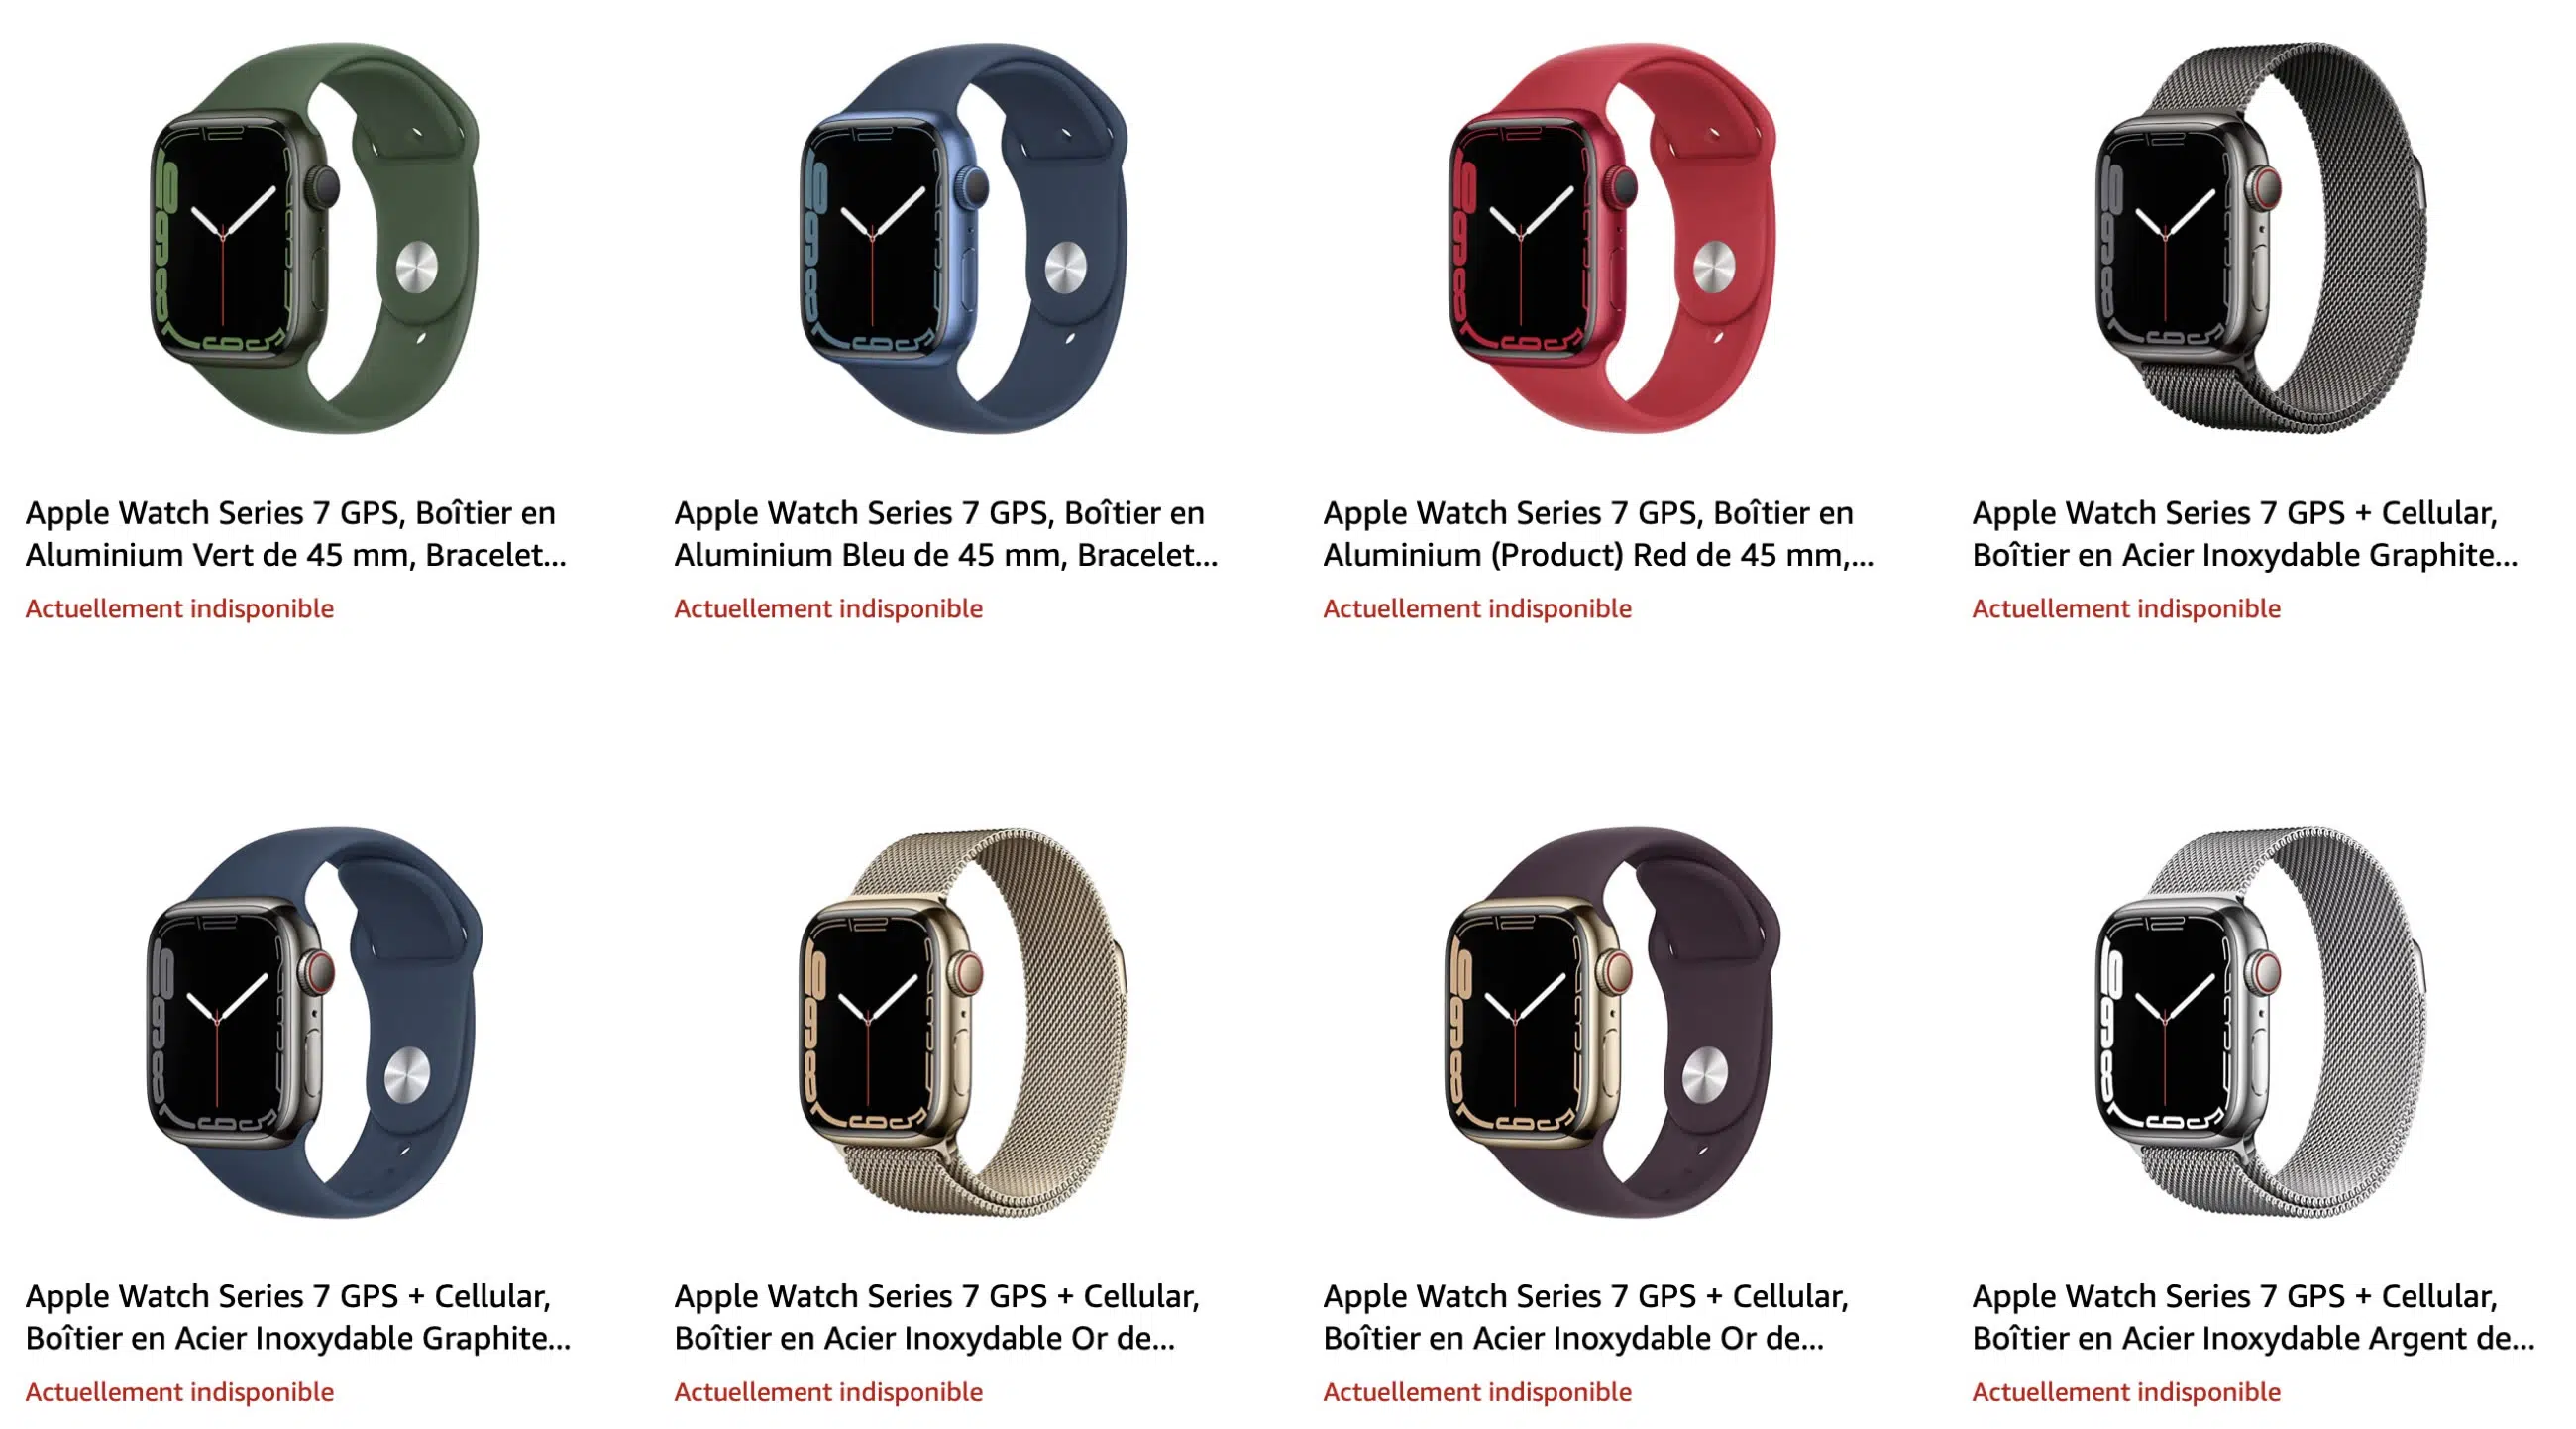 Apple Watch Series 7 GPS, Boîtier en
Aluminium Vert de 45 mm, Bracelet...
Actuellement indisponible
Apple Watch Series 7 GPS, Boîtier en
Aluminium Bleu de 45 mm, Bracelet...
Actuellement indisponible
Apple Watch Series 7 GPS, Boîtier en
Aluminium (Product) Red de 45 mm,...
Actuellement indisponible
Apple Watch Series 7 GPS + Cellular,
Boîtier en Acier Inoxydable Graphite...
Actuellement indisponible
Apple Watch Series 7 GPS + Cellular,
Boîtier en Acier Inoxydable Graphite...
Actuellement indisponible
Apple Watch Series 7 GPS + Cellular,
Boîtier en Acier Inoxydable Or de...
Actuellement indisponible
Apple Watch Series 7 GPS + Cellular,
Boîtier en Acier Inoxydable Or de...
Actuellement indisponible
Apple Watch Series 7 GPS + Cellular,
Boîtier en Acier Inoxydable Argent de...
Actuellement indisponible